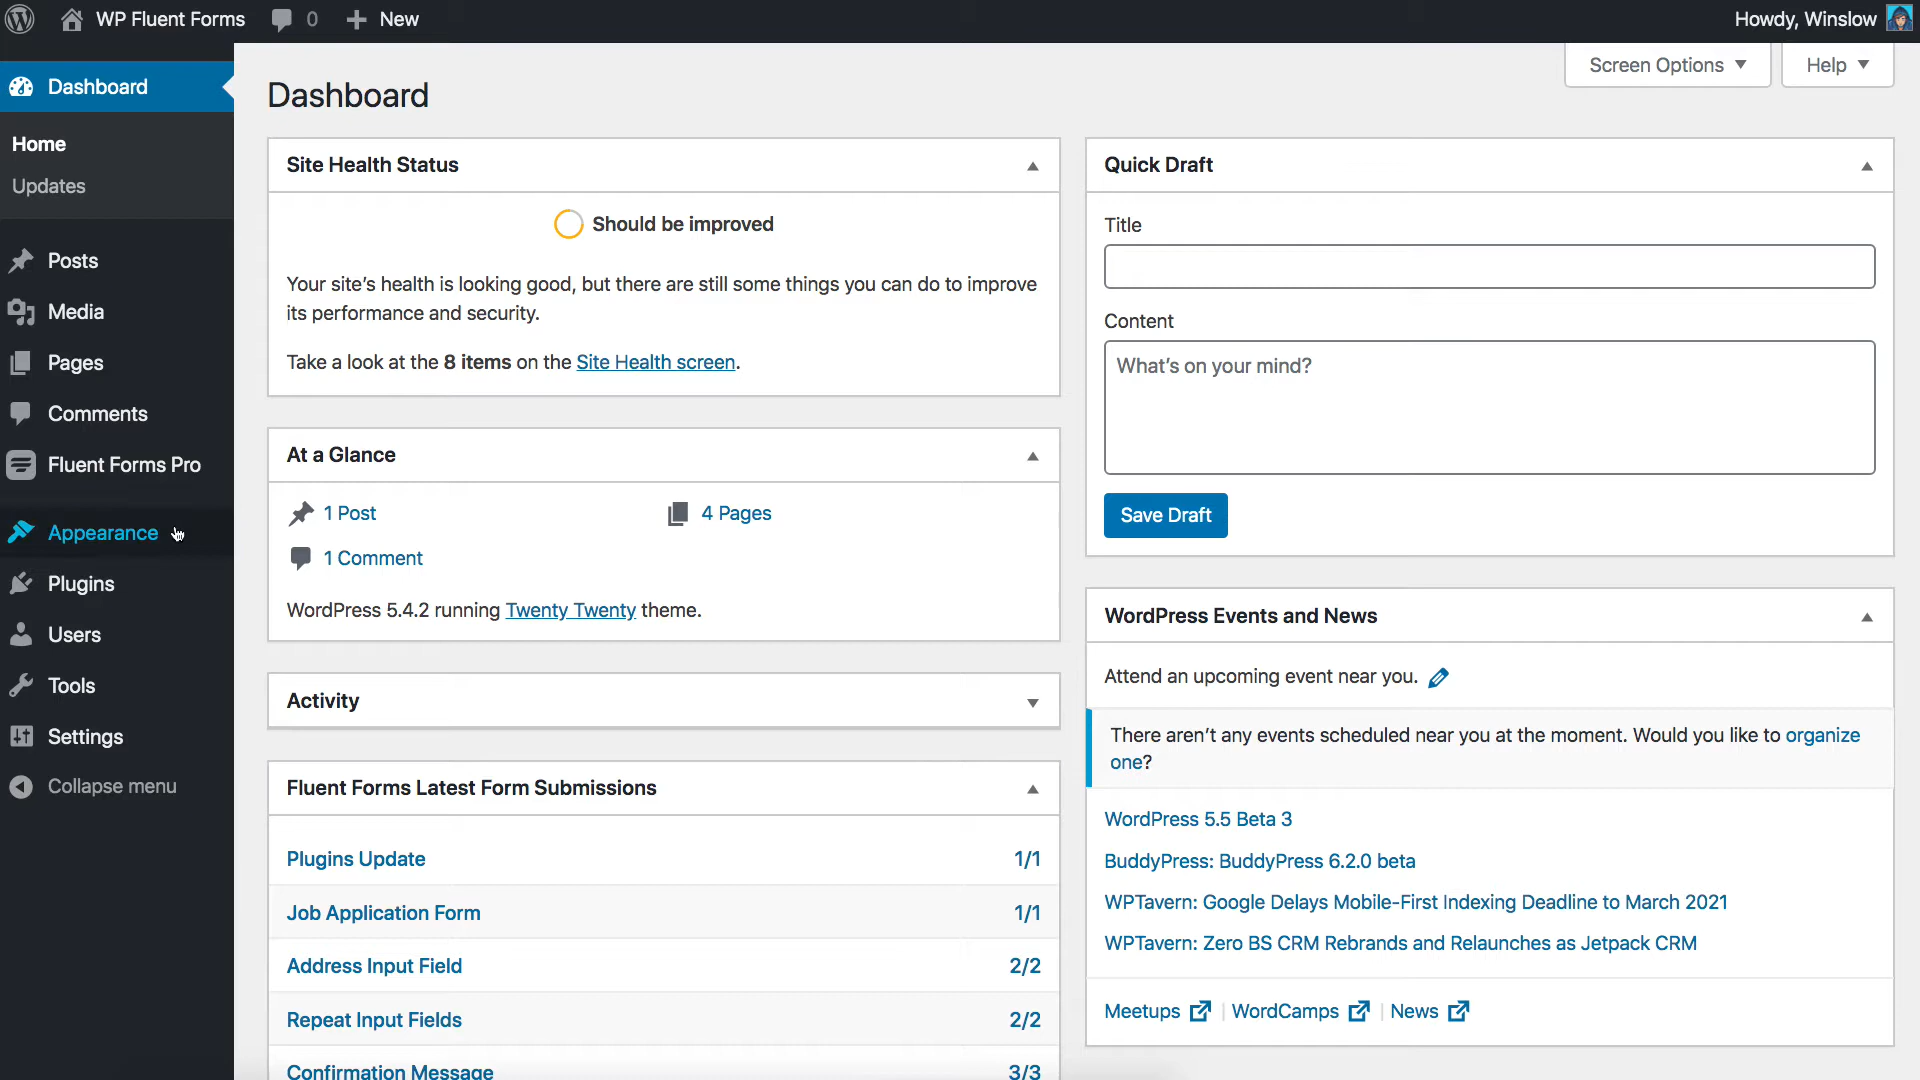 WP Fluent Forms
0
New
Howdy, Winslow
Dashboard
Home
Updates
Posts
Media
Pages
Comments
Fluent Forms Pro
Appearance
Plugins
Users
Tools
Settings
Collapse menu
Screen Options
Help
Dashboard
Site Health Status
Should be improved
Your site’s health is looking good, but there are still some things you can do to improve
its performance and security.
Take a look at the 8 items on the Site Health screen.
At a Glance
1 Post
4 Pages
1 Comment
WordPress 5.4.2 running Twenty Twenty theme.
Activity
Fluent Forms Latest Form Submissions
Plugins Update 1/1
Job Application Form 1/1
Address Input Field 2/2
Repeat Input Fields 2/2
Confirmation Message 3/3
Quick Draft
Title
Content
What’s on your mind?
Save Draft
WordPress Events and News
Attend an upcoming event near you.
There aren’t any events scheduled near you at the moment. Would you like to organize
one?
WordPress 5.5 Beta 3
BuddyPress: BuddyPress 6.2.0 beta
WPTavern: Google Delays Mobile-First Indexing Deadline to March 2021
WPTavern: Zero BS CRM Rebrands and Relaunches as Jetpack CRM
Meetups | WordCamps | News